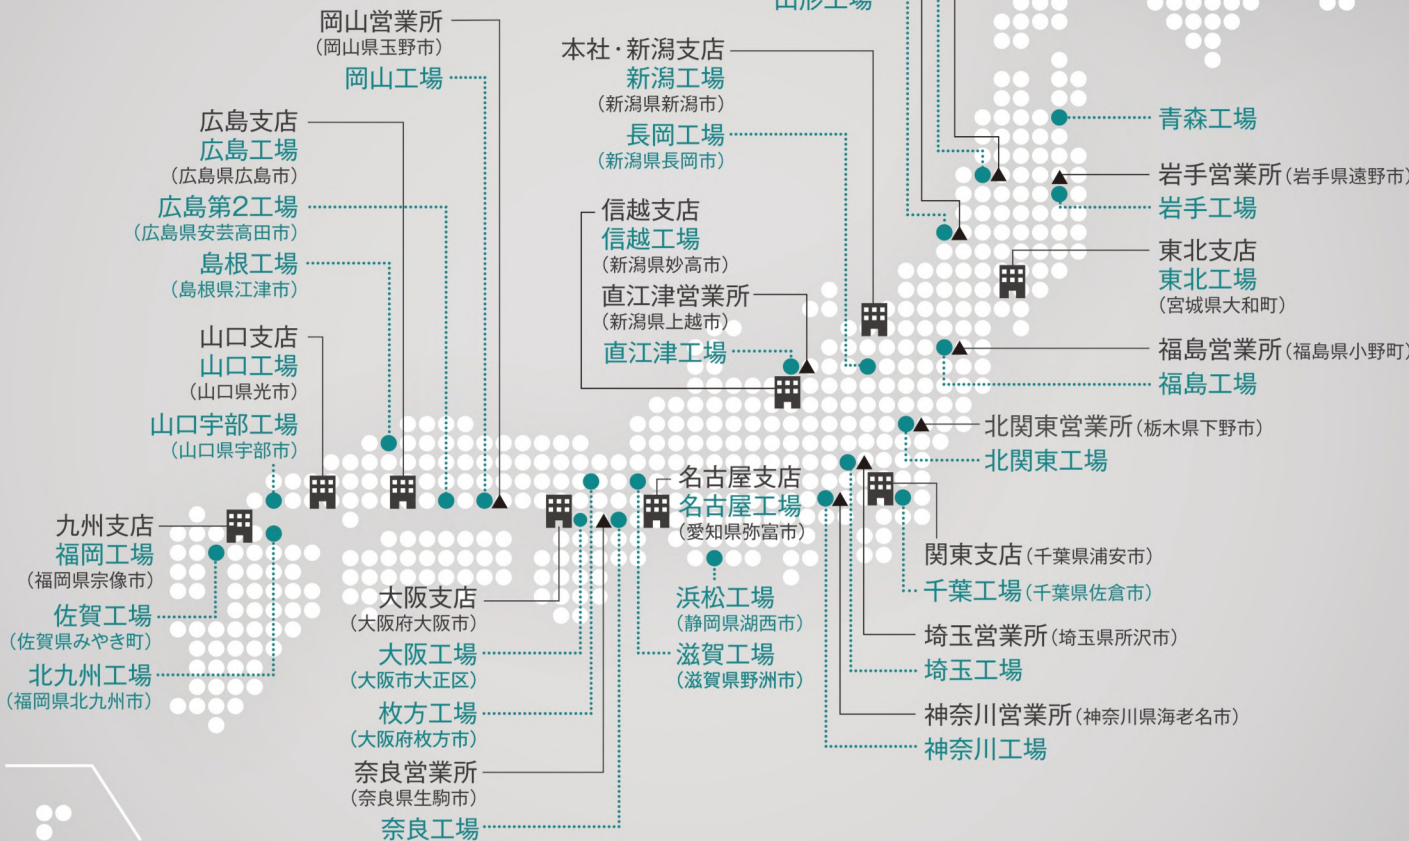 岡山営業所
（岡山県玉野市）
岡山工場
広島支店
広島工場
（広島県広島市）
広島第2工場
（広島県安芸高田市）
島根工場
（島根県江津市）
山口支店
山口工場
（山口県光市）
山口宇部工場
（山口県宇部市）
九州支店
福岡工場
（福岡県宗像市）
佐賀工場
（佐賀県みやき町）
北九州工場
（福岡県北九州市）
山形工場
本社・新潟支店
新潟工場
（新潟県新潟市）
長岡工場
（新潟県長岡市）
信越支店
信越工場
（新潟県妙高市）
直江津営業所
（新潟県上越市）
直江津工場
名古屋支店
名古屋工場
（愛知県弥富市）
大阪支店
（大阪府大阪市）
大阪工場
（大阪市大正区）
枚方工場
（大阪府枚方市）
奈良営業所
（奈良県生駒市）
奈良工場
浜松工場
（静岡県湖西市）
滋賀工場
（滋賀県野洲市）
青森工場
岩手営業所（岩手県遠野市）
岩手工場
東北支店
東北工場
（宮城県大和町）
福島営業所（福島県小野町）
福島工場
北関東営業所（栃木県下野市）
北関東工場
関東支店（千葉県浦安市）
千葉工場（千葉県佐倉市）
埼玉営業所（埼玉県所沢市）
埼玉工場
神奈川営業所（神奈川県海老名市）
神奈川工場